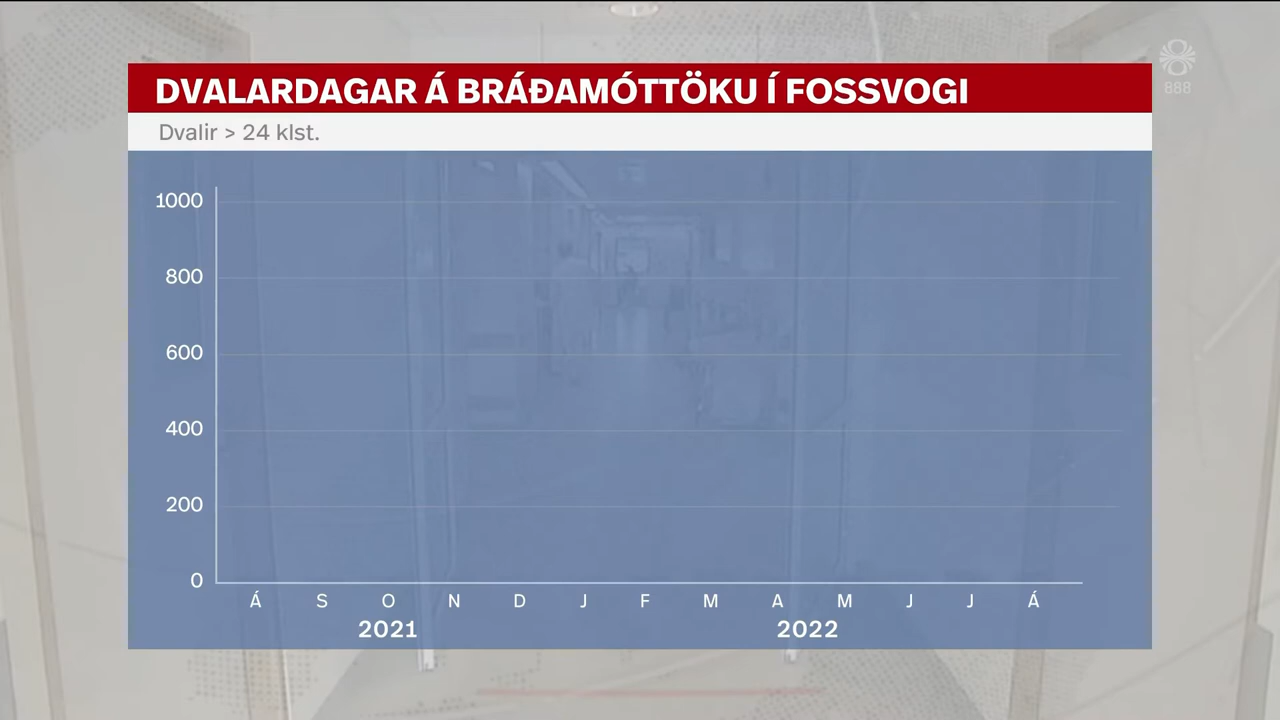 DVALARDAGAR Á BRÁÐAMÓTTÖKU Í FOSSVOGI
888
Dvalir > 24 klst.
1000
800
600
400
200
0
Á S O N D J F M A M J J Á
2021 2022